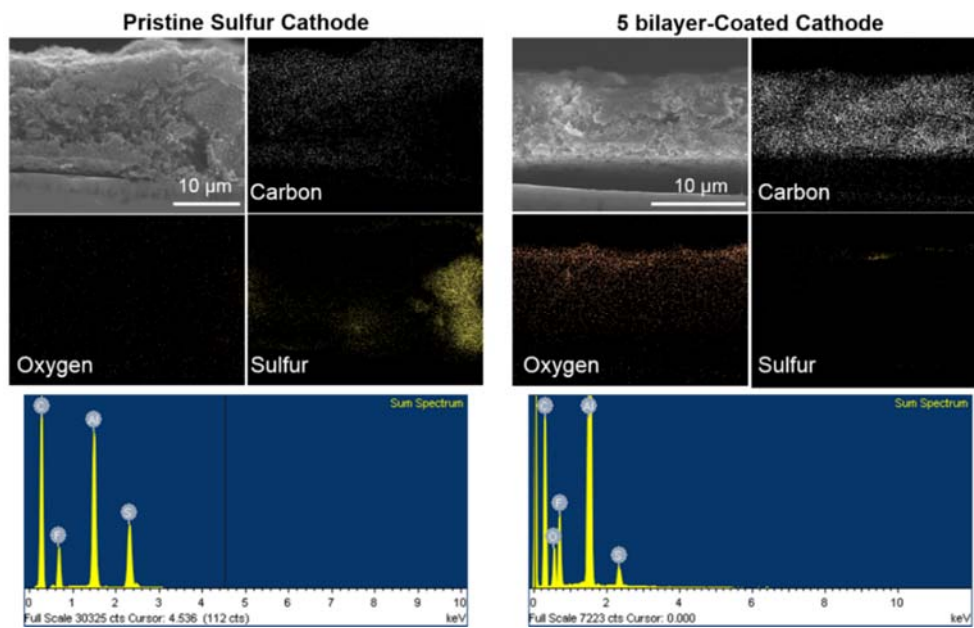 Pristine Sulfur Cathode
5 bilayer-Coated Cathode
10 μm
Carbon
Oxygen
Sulfur
10 μm
Carbon
Oxygen
Sulfur
Sum Spectrum
C
Al
F
S
0 1 2 3 4 5 6 7 8 9 10
Full Scale 30325 cts Cursor: 4.536 (112 cts) keV
Sum Spectrum
C
Al
F
O
S
0 2 4 6 8 10
Full Scale 7223 cts Cursor: 0.000 keV